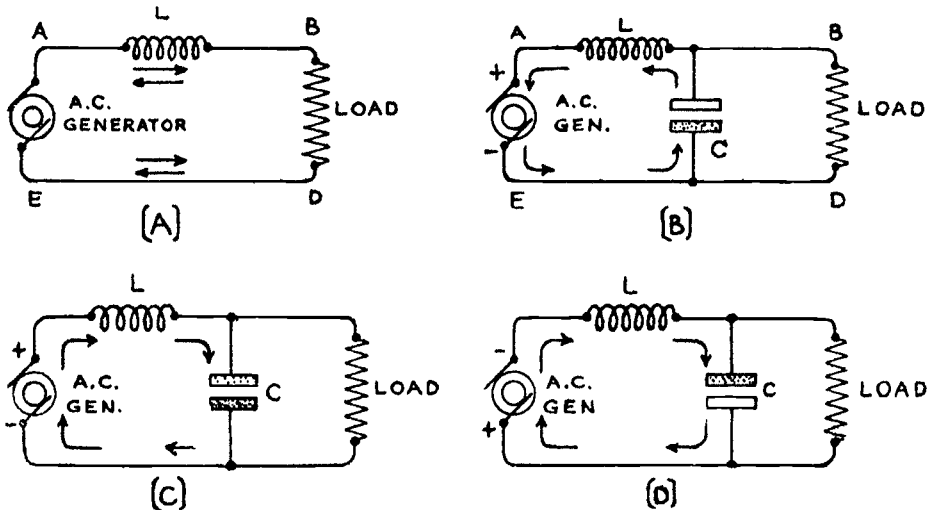 L
A B
A.C.
GENERATOR
LOAD
E D
[A]
A L B
+
A.C.
GEN.
-
C
LOAD
E D
[B]
L
+
A.C.
GEN.
-
C
LOAD
[C]
L
-
A.C.
GEN
+
C
LOAD
[D]